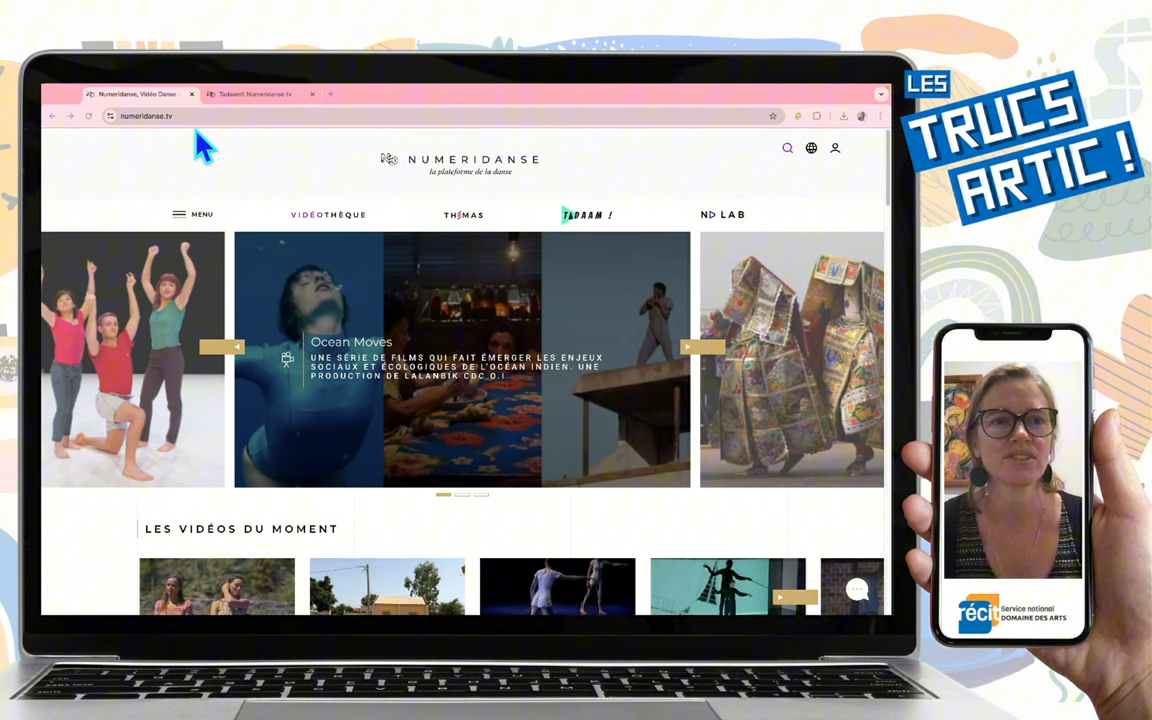 Numeridanse, Vidéo Danse
Tadaam!| Numeridanse tv
numeridanse.tv
NUMERIDANSE
la plateforme de la danse
MENU
VIDÉOTHÈQUE
THÉMAS
TADAAM !
ND LAB
Ocean Moves
UNE SÉRIE DE FILMS QUI FAIT ÉMERGER LES ENJEUX
SOCIAUX ET ÉCOLOGIQUES DE L'OCÉAN INDIEN. UNE
PRODUCTION DE LALANBIK CDC O.I.
LES VIDÉOS DU MOMENT
LES
TRUCS
ARTIC !
récit
Service national
DOMAINE DES ARTS